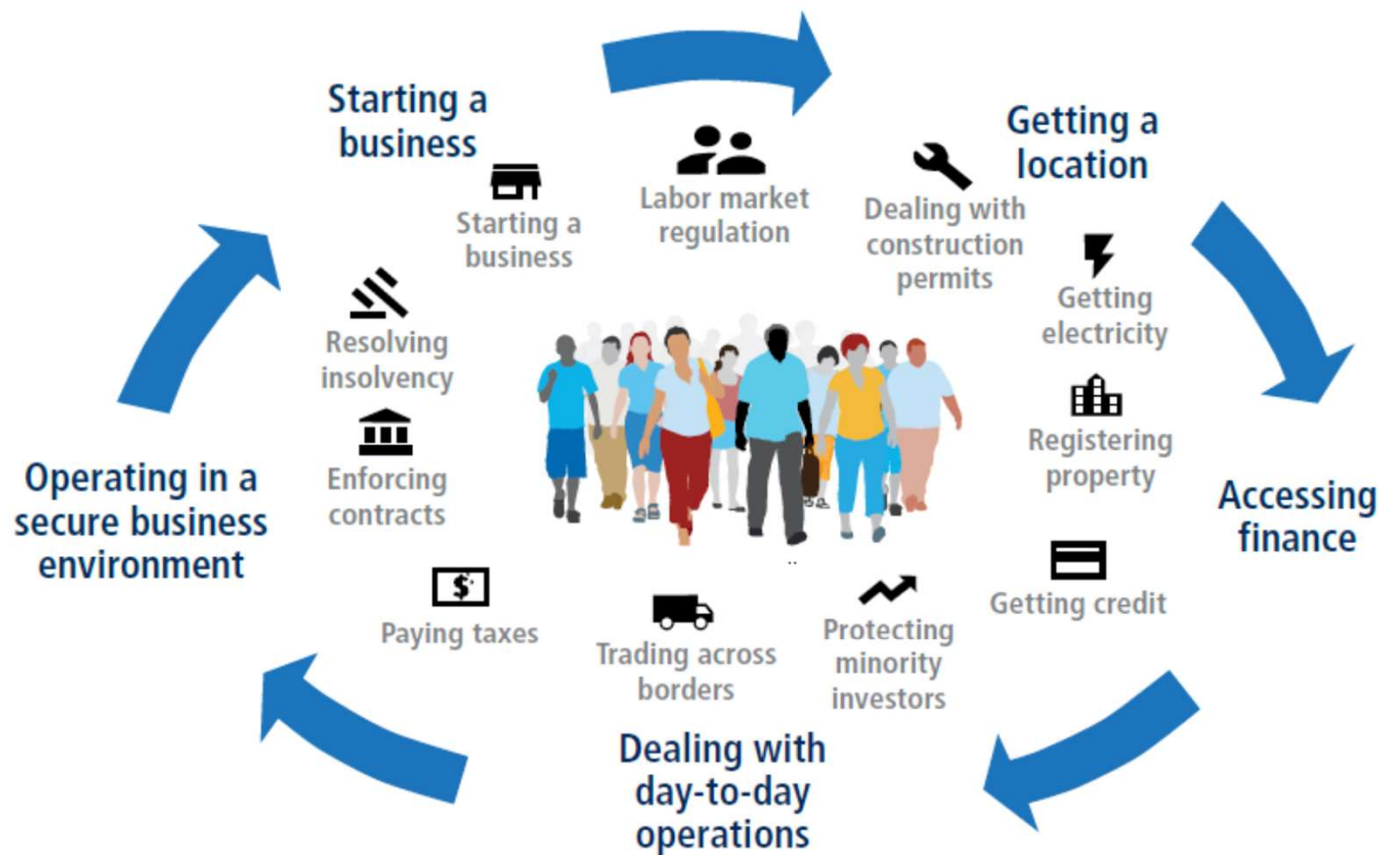 Starting a
business
Starting a
business
Labor market
regulation
Dealing with
construction
permits
Getting a
location
Getting
electricity
Registering
property
Accessing
finance
Getting credit
Protecting
minority
investors
Trading across
borders
Dealing with
day-to-day
operations
$
Paying taxes
Operating in a
secure business
environment
Enforcing
contracts
Resolving
insolvency